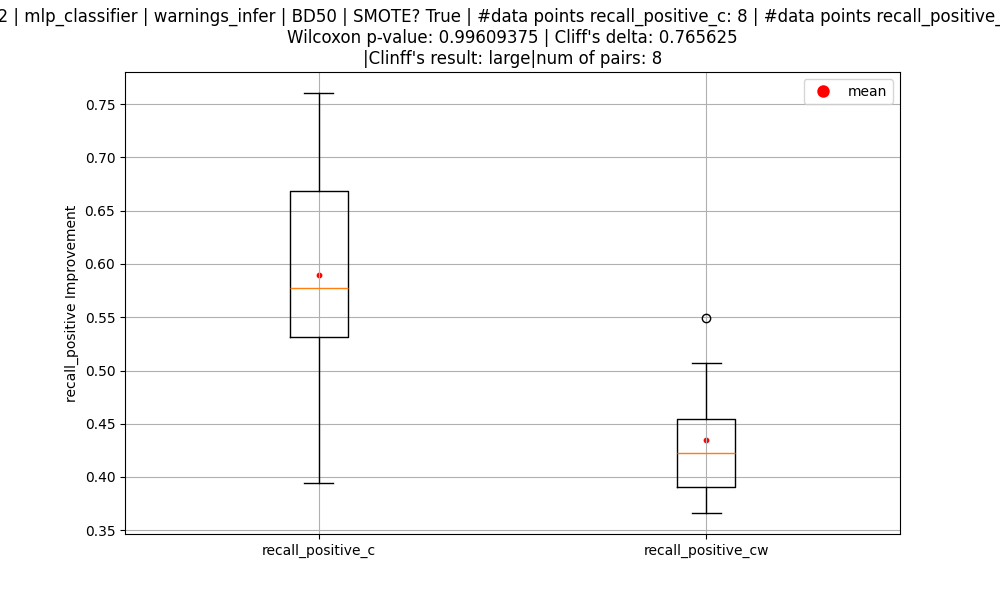 2 | mlp_classifier | warnings_infer | BD50 | SMOTE? True | #data points recall_positive_c: 8 | #data points recall_positive_
Wilcoxon p-value: 0.99609375 | Cliff's delta: 0.765625
|Clinff's result: large|num of pairs: 8
mean
recall_positive Improvement
0.75
0.70
0.65
0.60
0.55
0.50
0.45
0.40
0.35
recall_positive_c
recall_positive_cw